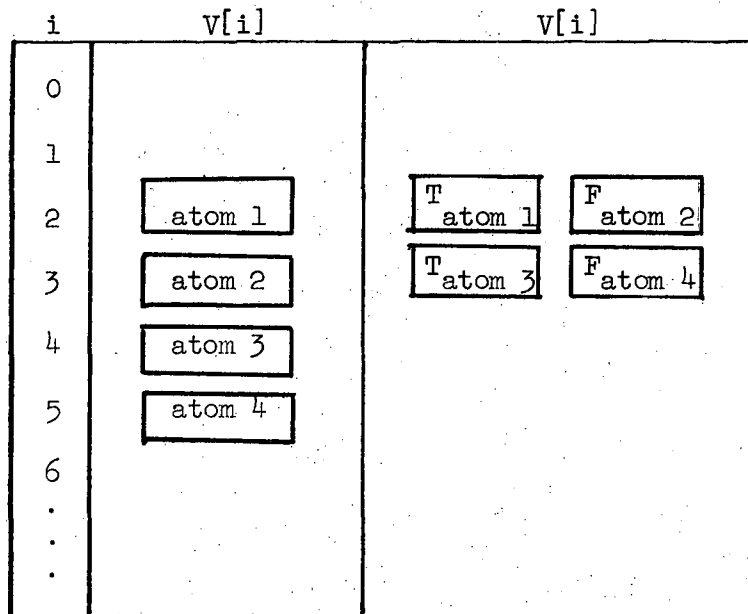 i V[i] V[i]
0
1
2 atom 1 T atom 1 F atom 2
3 atom 2 T atom 3 F atom 4
4 atom 3
5 atom 4
6
.
.
.